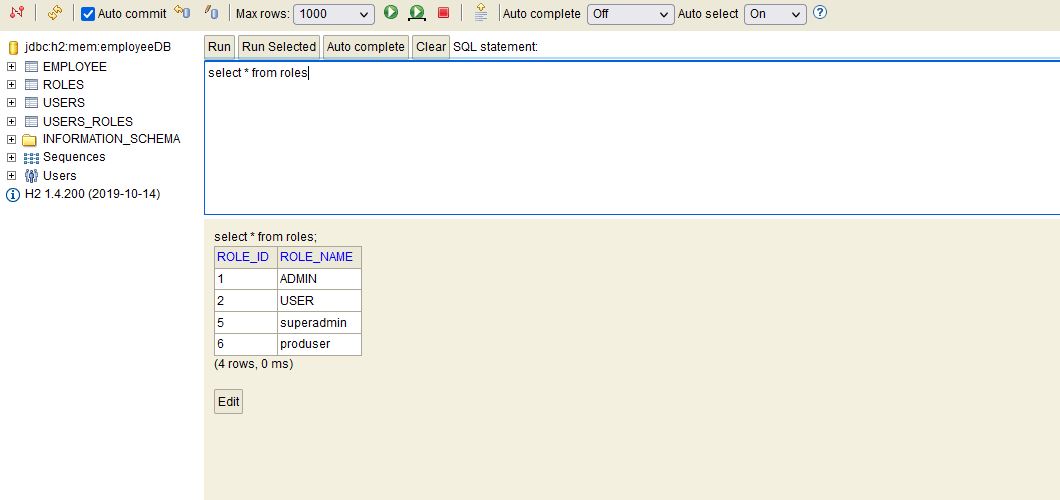 Auto commit Max rows: 1000 Auto complete Off Auto select On
jdbc:h2:mem:employeeDB
EMPLOYEE
ROLES
USERS
USERS_ROLES
INFORMATION_SCHEMA
Sequences
Users
H2 1.4.200 (2019-10-14)
Run Run Selected Auto complete Clear SQL statement:
select * from roles
select * from roles;
ROLE_ID ROLE_NAME
1 ADMIN
2 USER
5 superadmin
6 produser
(4 rows, 0 ms)
Edit